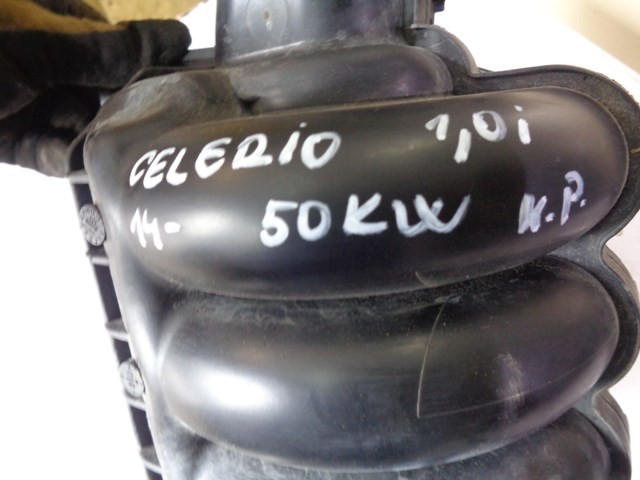 CELERIO 1,0i
14- 50KW K.P.